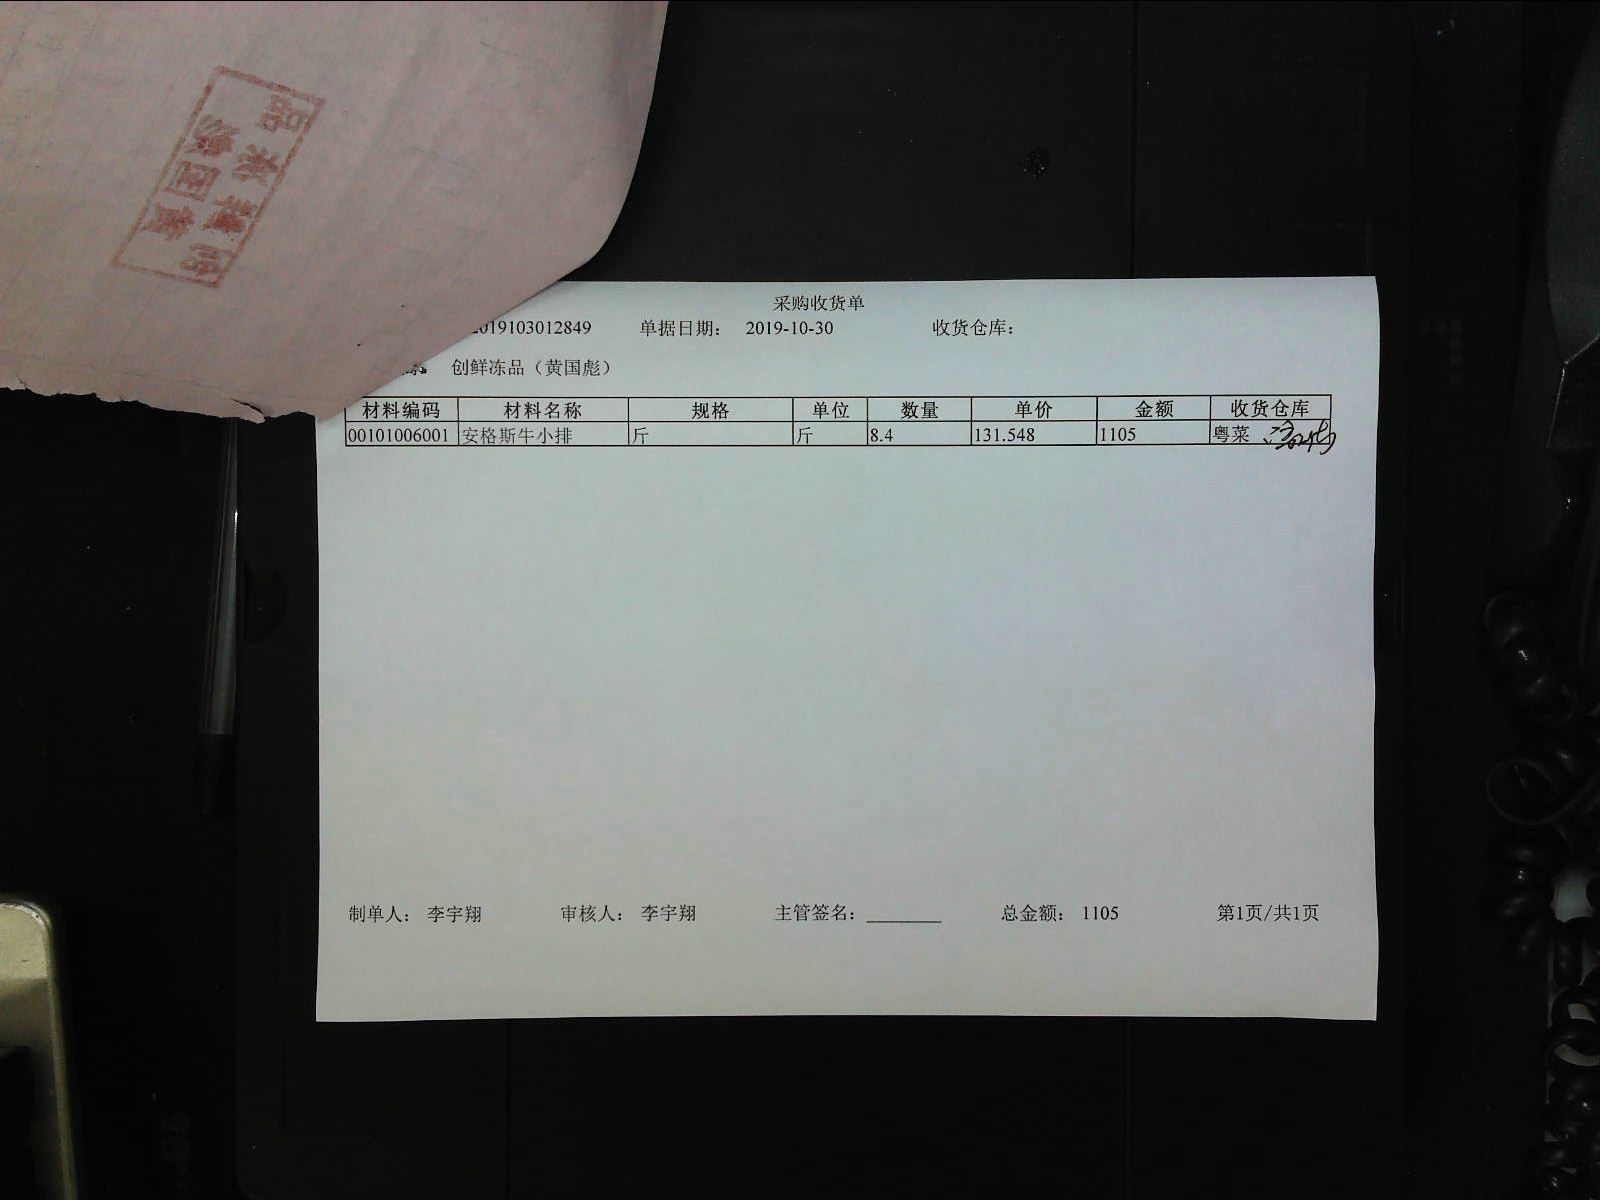 采购收货单
2019103012849 单据日期： 2019-10-30 收货仓库：
创鲜冻品（黄国彪）
材料编码 材料名称 规格 单位 数量 单价 金额 收货仓库
00101006001 安格斯牛小排 斤 斤 8.4 131.548 1105 粤菜
制单人： 李宇翔 审核人： 李宇翔 主管签名：________ 总金额： 1105 第1页/共1页